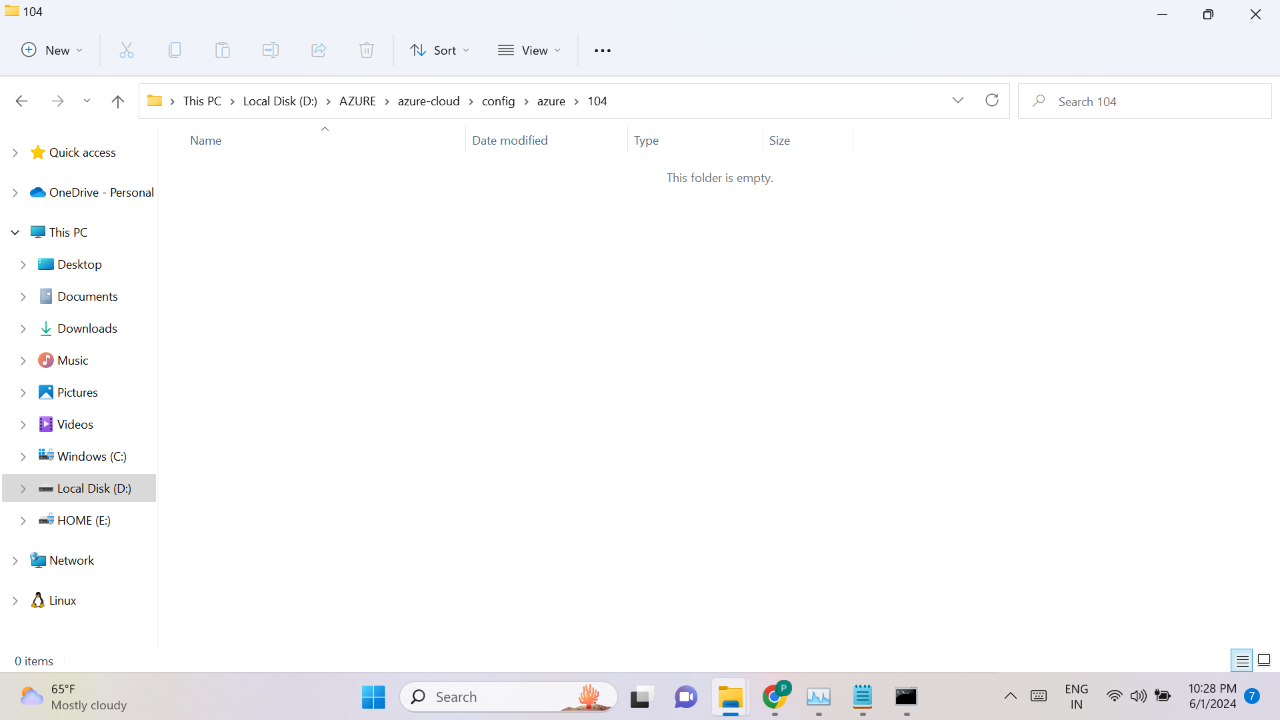 104
New
Sort
View
This PC
Local Disk (D:)
AZURE
azure-cloud
config
azure
104
Search 104
Name
Date modified
Type
Size
This folder is empty.
Quick access
OneDrive - Personal
This PC
Desktop
Documents
Downloads
Music
Pictures
Videos
Windows (C:)
Local Disk (D:)
HOME (E:)
Network
Linux
0 items
65°F
Mostly cloudy
Search
P
ENG
IN
10:28 PM
6/1/2024
7